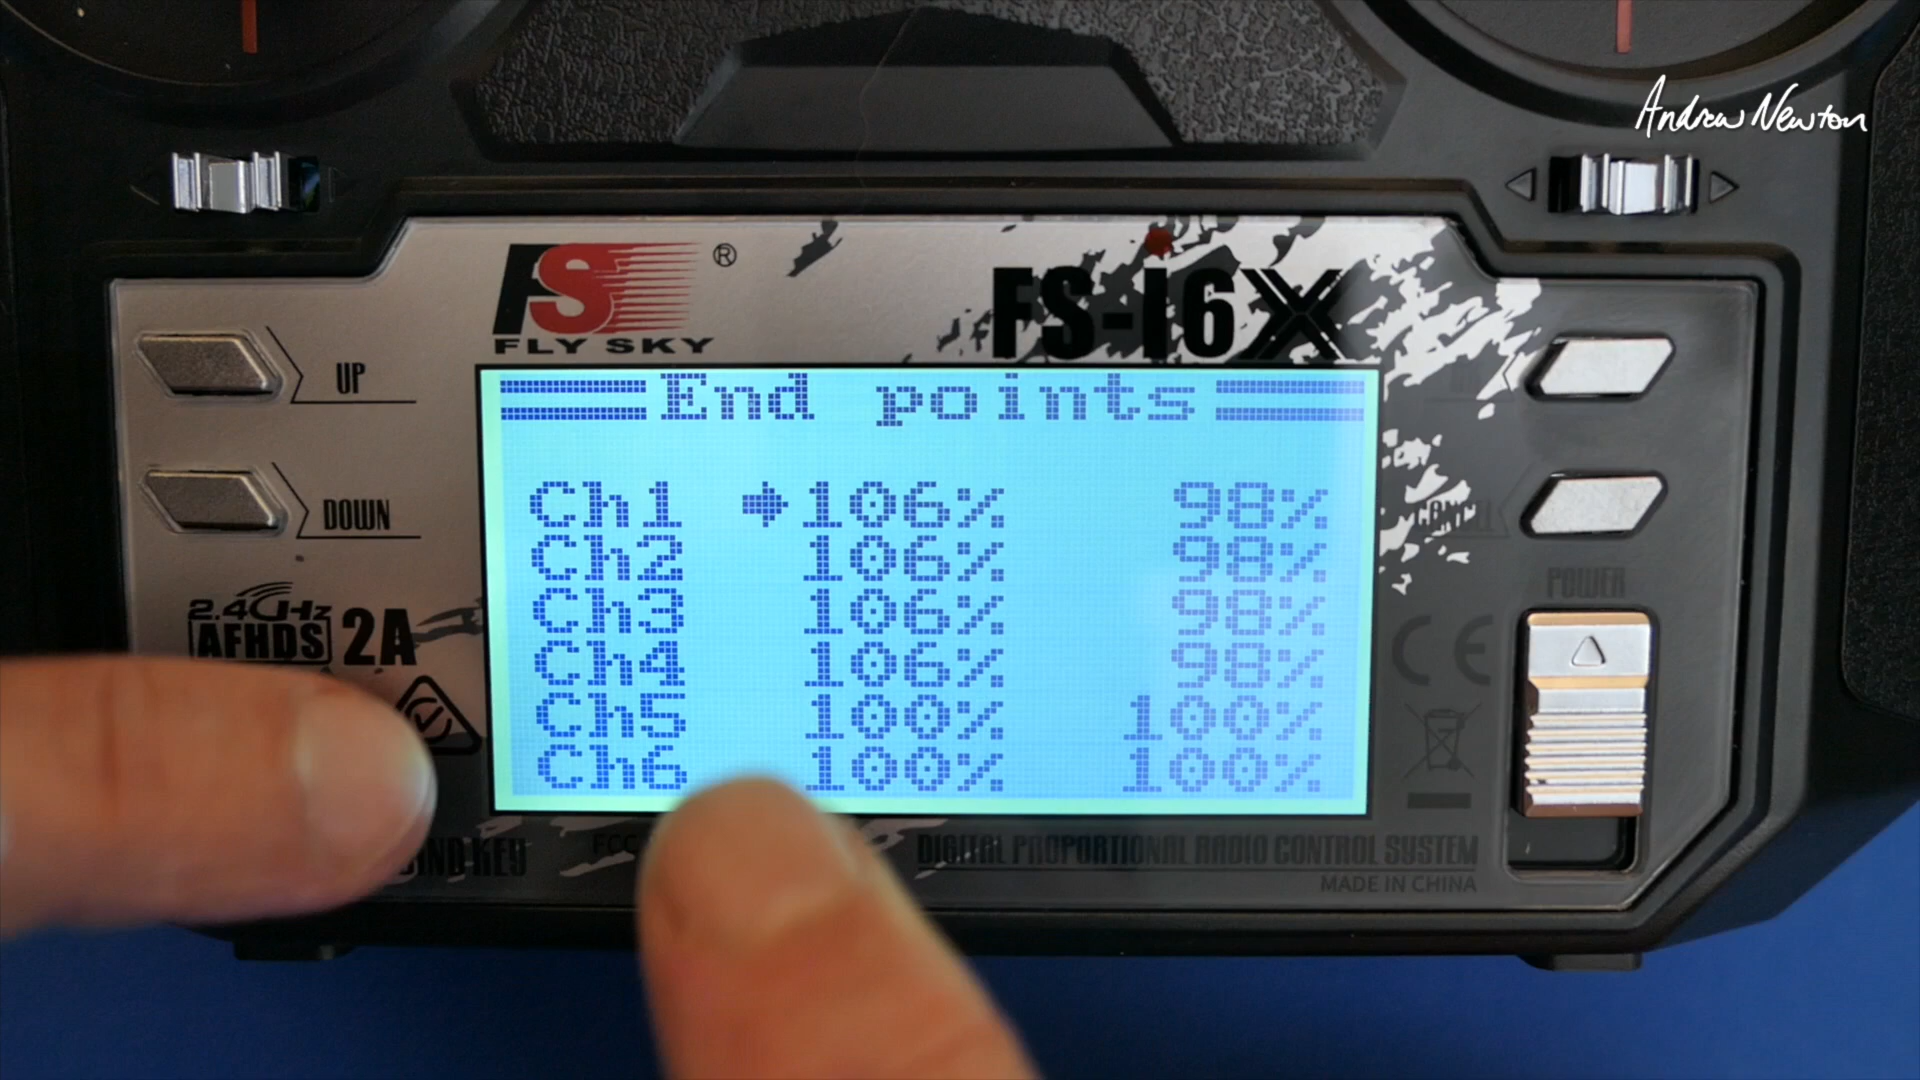 Andrew Newton
FS ®
FLY SKY
FS-I6X
UP
DOWN
End points
Ch1 106% 98%
Ch2 106% 98%
Ch3 106% 98%
Ch4 106% 98%
Ch5 100% 100%
Ch6 100% 100%
2.4GHz
AFHDS 2A
POWER
CE
FCC
DIGITAL PROPORTIONAL RADIO CONTROL SYSTEM
MADE IN CHINA